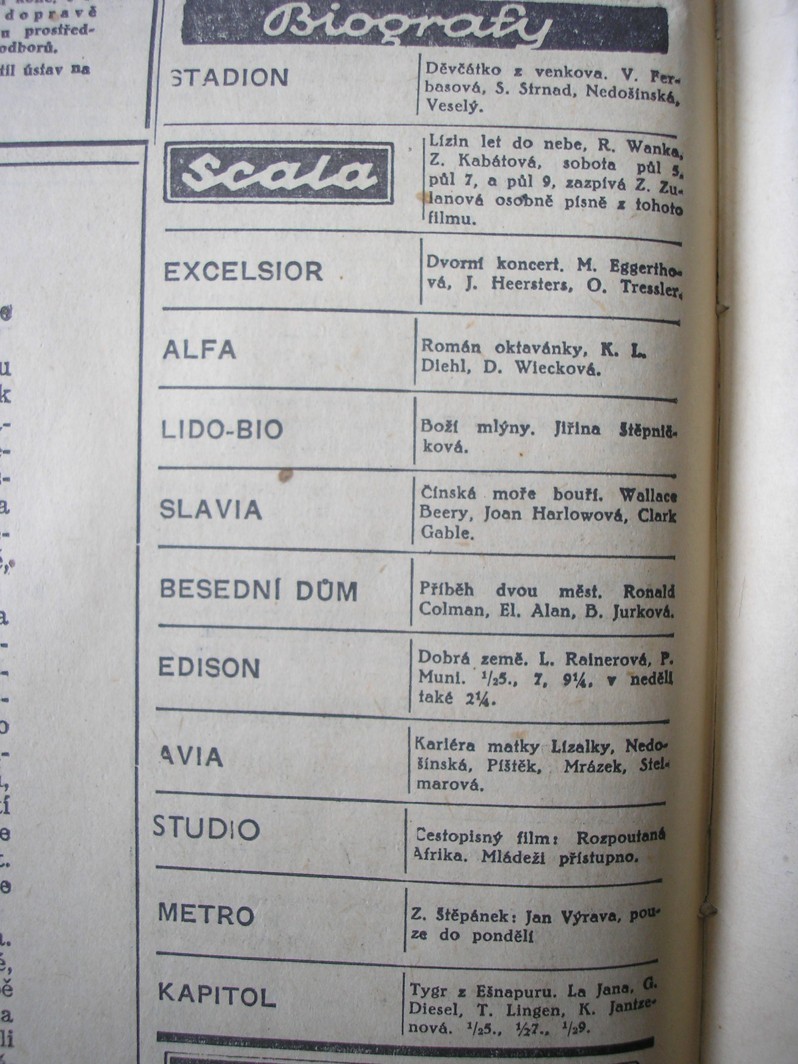 dopravě
prostřed-
odborů.
ústav na
Biografy
STADION
Děvčátko z venkova. V. Fer-
basová, S. Strnad, Nedošinská,
Veselý.
Scala
Lízin let do nebe, R. Wanka,
Z. Kabátová, sobota půl 5,
půl 7, a půl 9, zazpívá Z. Zu-
lanová osobně písně z tohoto
filmu.
EXCELSIOR
Dvorní koncert. M. Eggertho-
vá, J. Heersters, O. Tressler.
ALFA
Román oktavánky, K. L.
Diehl, D. Wiecková.
LIDO-BIO
Boží mlýny. Jiřina Štěpnič-
ková.
SLAVIA
Čínská moře bouří. Wallace
Beery, Joan Harlowová, Clark
Gable.
BESEDNÍ DŮM
Příběh dvou měst. Ronald
Colman, El. Alan, B. Jurková.
EDISON
Dobrá země. L. Rainerová, P.
Muni. ½5., 7, 9¼, v neděli
také 2¼.
AVIA
Kariéra matky Lízalky, Nedo-
šínská, Pištěk, Mrázek, Stei-
marová.
STUDIO
Cestopisný film: Rozpoutaná
Afrika. Mládeži přístupno.
METRO
Z. Štěpánek: Jan Výrava, pou-
ze do pondělí
KAPITOL
Tygr z Ešnapuru. La Jana, G.
Diesel, T. Lingen, K. Jantze-
nová. ½5., ½7., ½9.